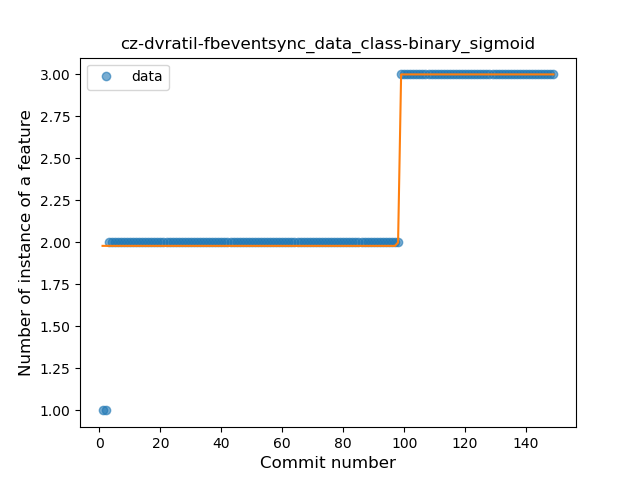 cz-dvratil-fbeventsync_data_class-binary_sigmoid
data
Number of instance of a feature
3.00
2.75
2.50
2.25
2.00
1.75
1.50
1.25
1.00
0 20 40 60 80 100 120 140
Commit number